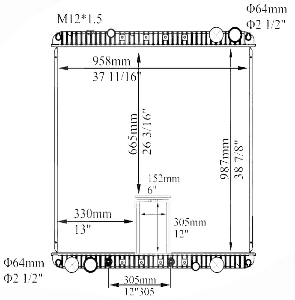 M12*1.5
Φ64mm
Φ2 1/2"
958mm
37 11/16"
665mm
26 3/16"
987mm
38 7/8"
152mm
6"
330mm
13"
305mm
12"
Φ64mm
Φ2 1/2"
305mm
12"305